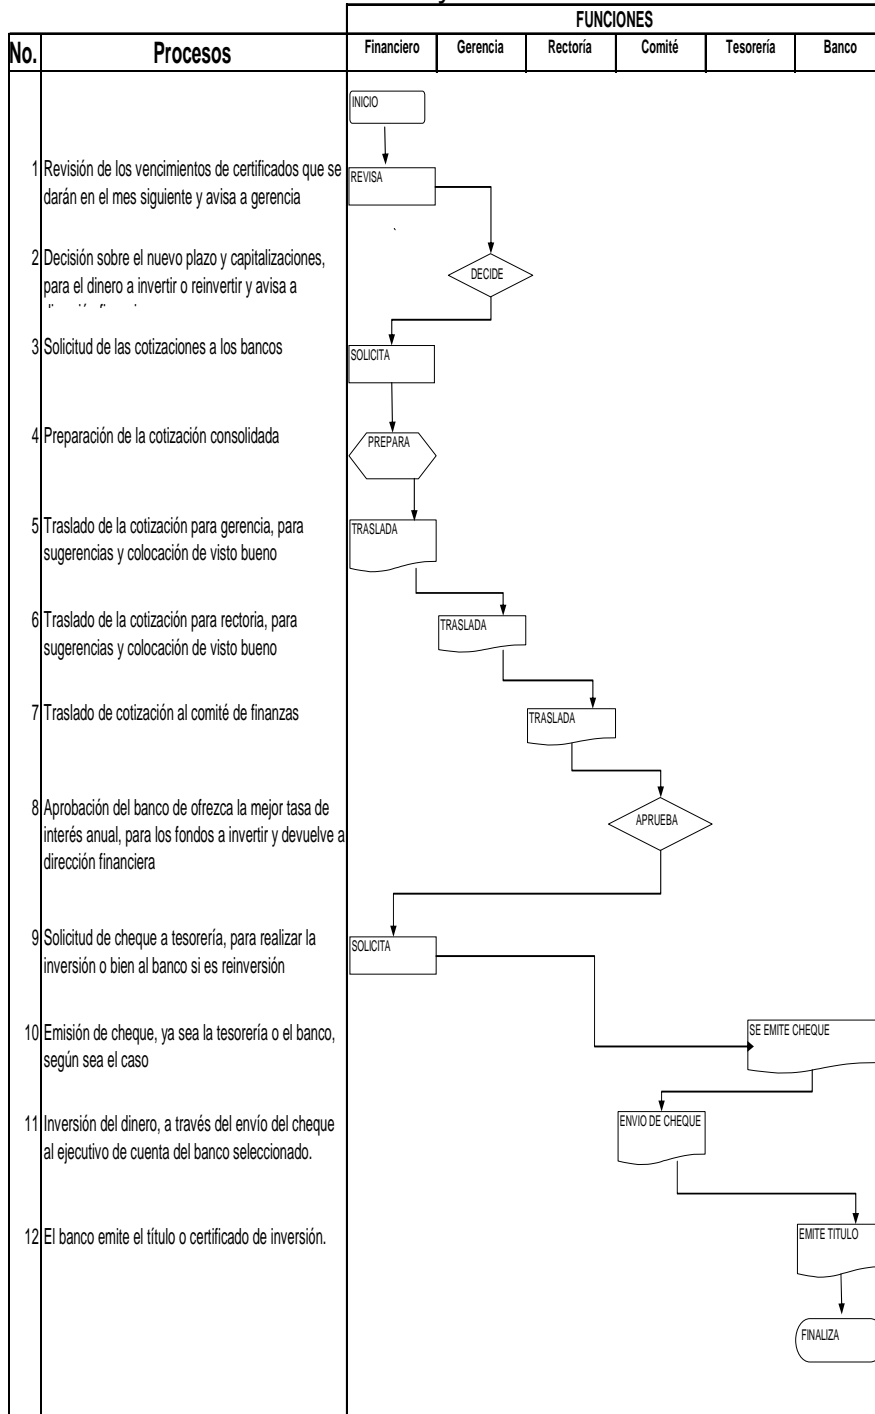 FUNCIONES
No. Procesos Financiero Gerencia Rectoría Comité Tesorería Banco
INICIO
1 Revisión de los vencimientos de certificados que se
darán en el mes siguiente y avisa a gerencia
REVISA
2 Decisión sobre el nuevo plazo y capitalizaciones,
para el dinero a invertir o reinvertir y avisa a
DECIDE
3 Solicitud de las cotizaciones a los bancos
SOLICITA
4 Preparación de la cotización consolidada
PREPARA
5 Traslado de la cotización para gerencia, para
sugerencias y colocación de visto bueno
TRASLADA
6 Traslado de la cotización para rectoria, para
sugerencias y colocación de visto bueno
TRASLADA
7 Traslado de cotización al comité de finanzas
TRASLADA
8 Aprobación del banco de ofrezca la mejor tasa de
interés anual, para los fondos a invertir y devuelve a
dirección financiera
APRUEBA
9 Solicitud de cheque a tesorería, para realizar la
inversión o bien al banco si es reinversión
SOLICITA
10 Emisión de cheque, ya sea la tesorería o el banco,
según sea el caso
SE EMITE CHEQUE
11 Inversión del dinero, a través del envío del cheque
al ejecutivo de cuenta del banco seleccionado.
ENVIO DE CHEQUE
12 El banco emite el título o certificado de inversión.
EMITE TITULO
FINALIZA